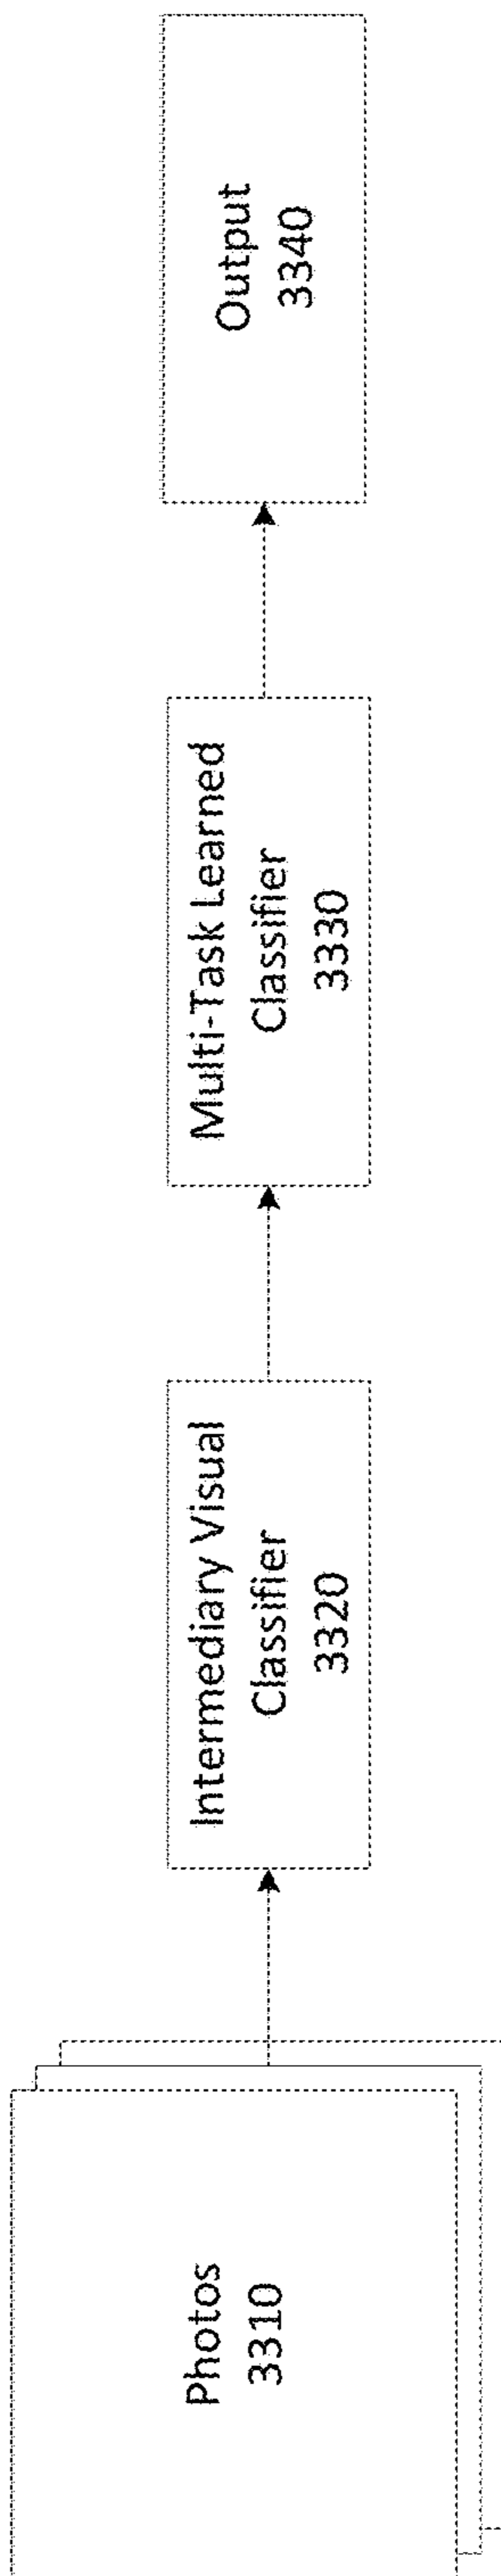 Photos
3310
Intermediary Visual
Classifier
3320
Multi-Task Learned
Classifier
3330
Output
3340